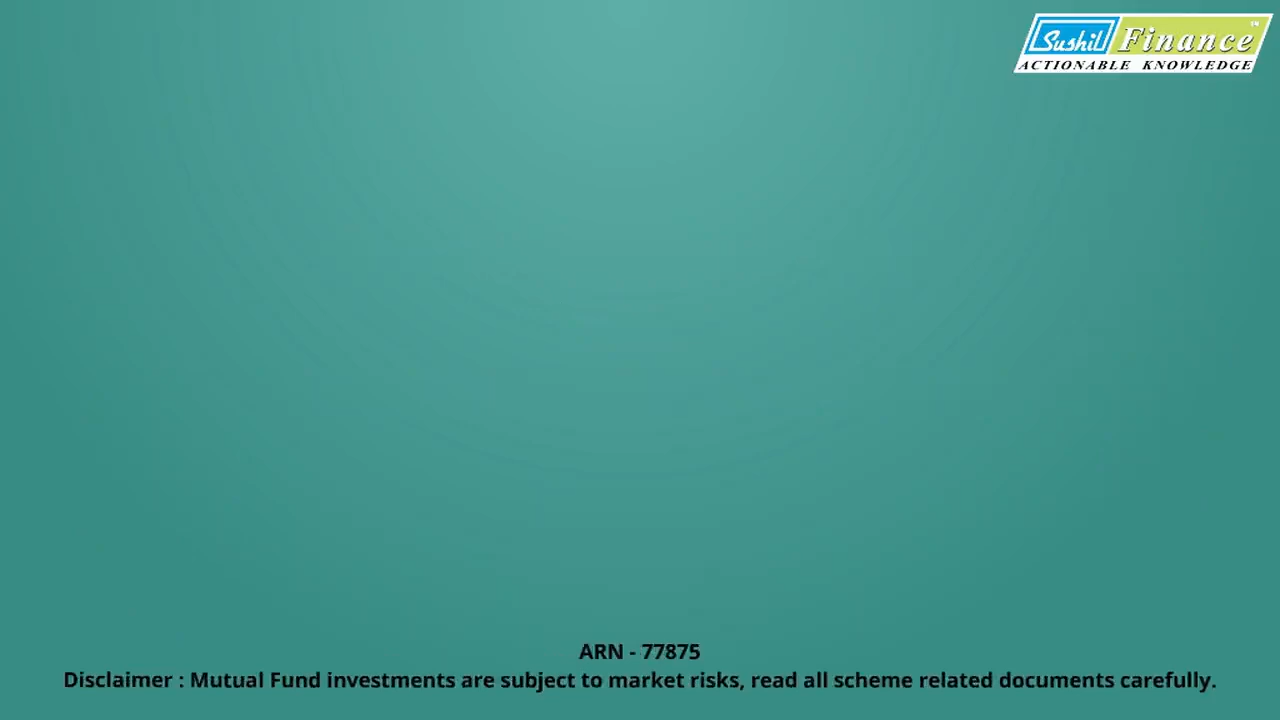 Sushil Finance™
ACTIONABLE KNOWLEDGE
ARN - 77875
Disclaimer : Mutual Fund investments are subject to market risks, read all scheme related documents carefully.